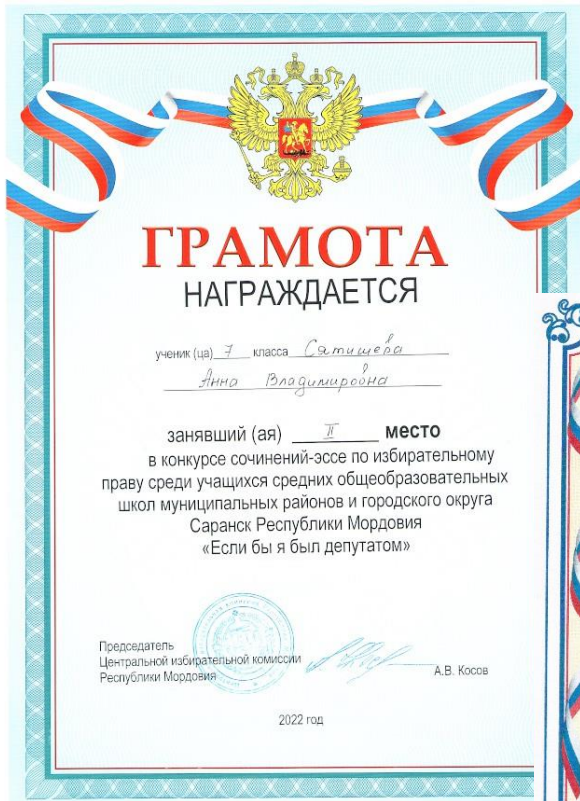 ГРАМОТА
НАГРАЖДАЕТСЯ
ученик (ца) 7 класса Сятишева
Анна Владимировна
занявший (ая) II место
в конкурсе сочинений-эссе по избирательному
праву среди учащихся средних общеобразовательных
школ муниципальных районов и городского округа
Саранск Республики Мордовия
«Если бы я был депутатом»
Председатель
Центральной избирательной комиссии
Республики Мордовия
А.В. Косов
2022 год